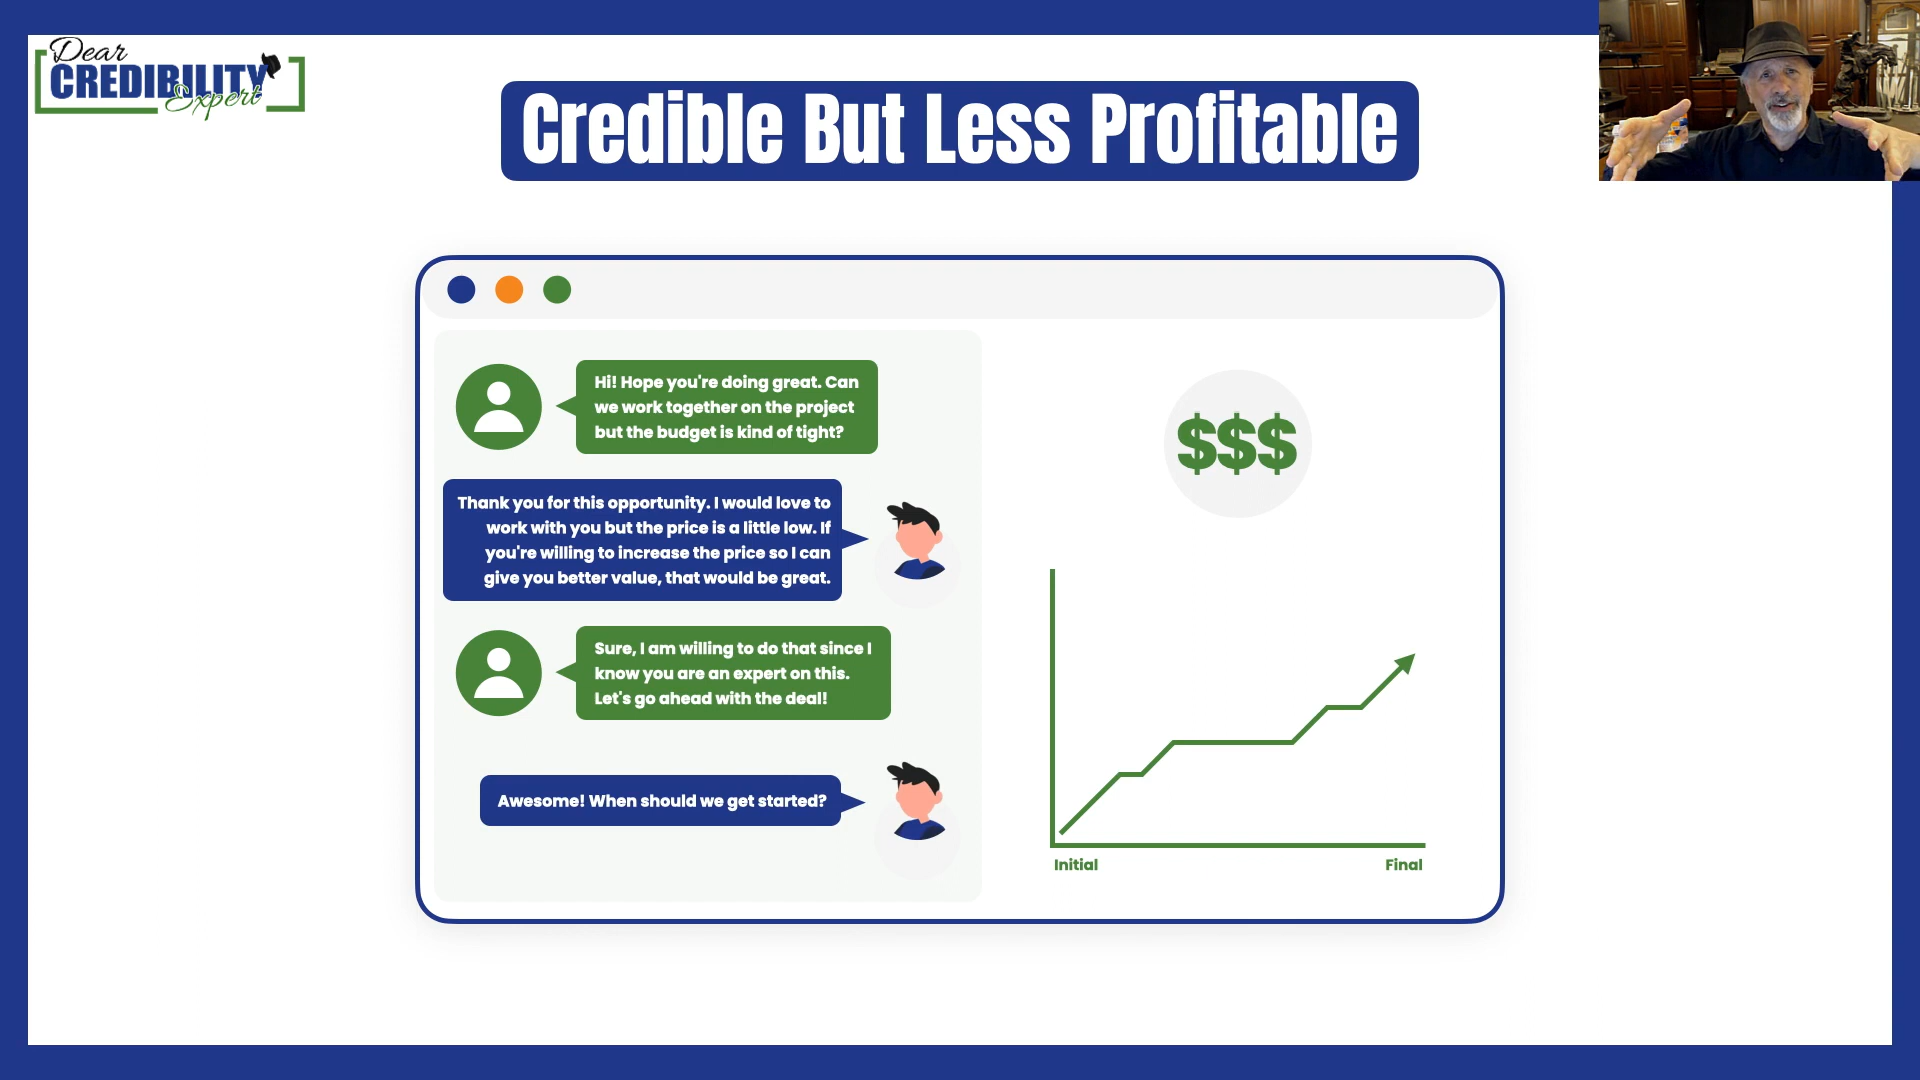 Dear
CREDIBILITY
Expert
Credible But Less Profitable
Hi! Hope you're doing great. Can
we work together on the project
but the budget is kind of tight?
Thank you for this opportunity. I would love to
work with you but the price is a little low. If
you're willing to increase the price so I can
give you better value, that would be great.
Sure, I am willing to do that since I
know you are an expert on this.
Let's go ahead with the deal!
Awesome! When should we get started?
$$$
Initial
Final